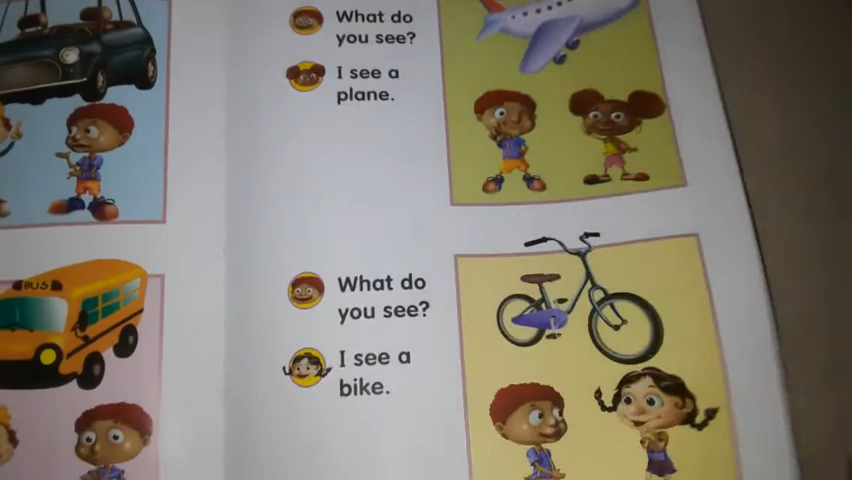 BUS
What do
you see?
I see a
plane.
What do
you see?
I see a
bike.